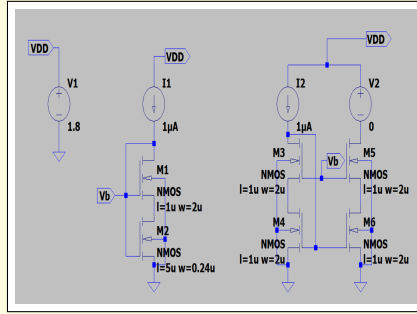 VDD
V1
1.8
VDD
I1
1µA
M1
Vb
NMOS
l=1u w=2u
M2
NMOS
l=5u w=0.24u
VDD
I2
1µA
V2
0
M3
Vb
M5
NMOS
l=1u w=2u
NMOS
l=1u w=2u
M4
M6
NMOS
l=1u w=2u
NMOS
l=1u w=2u